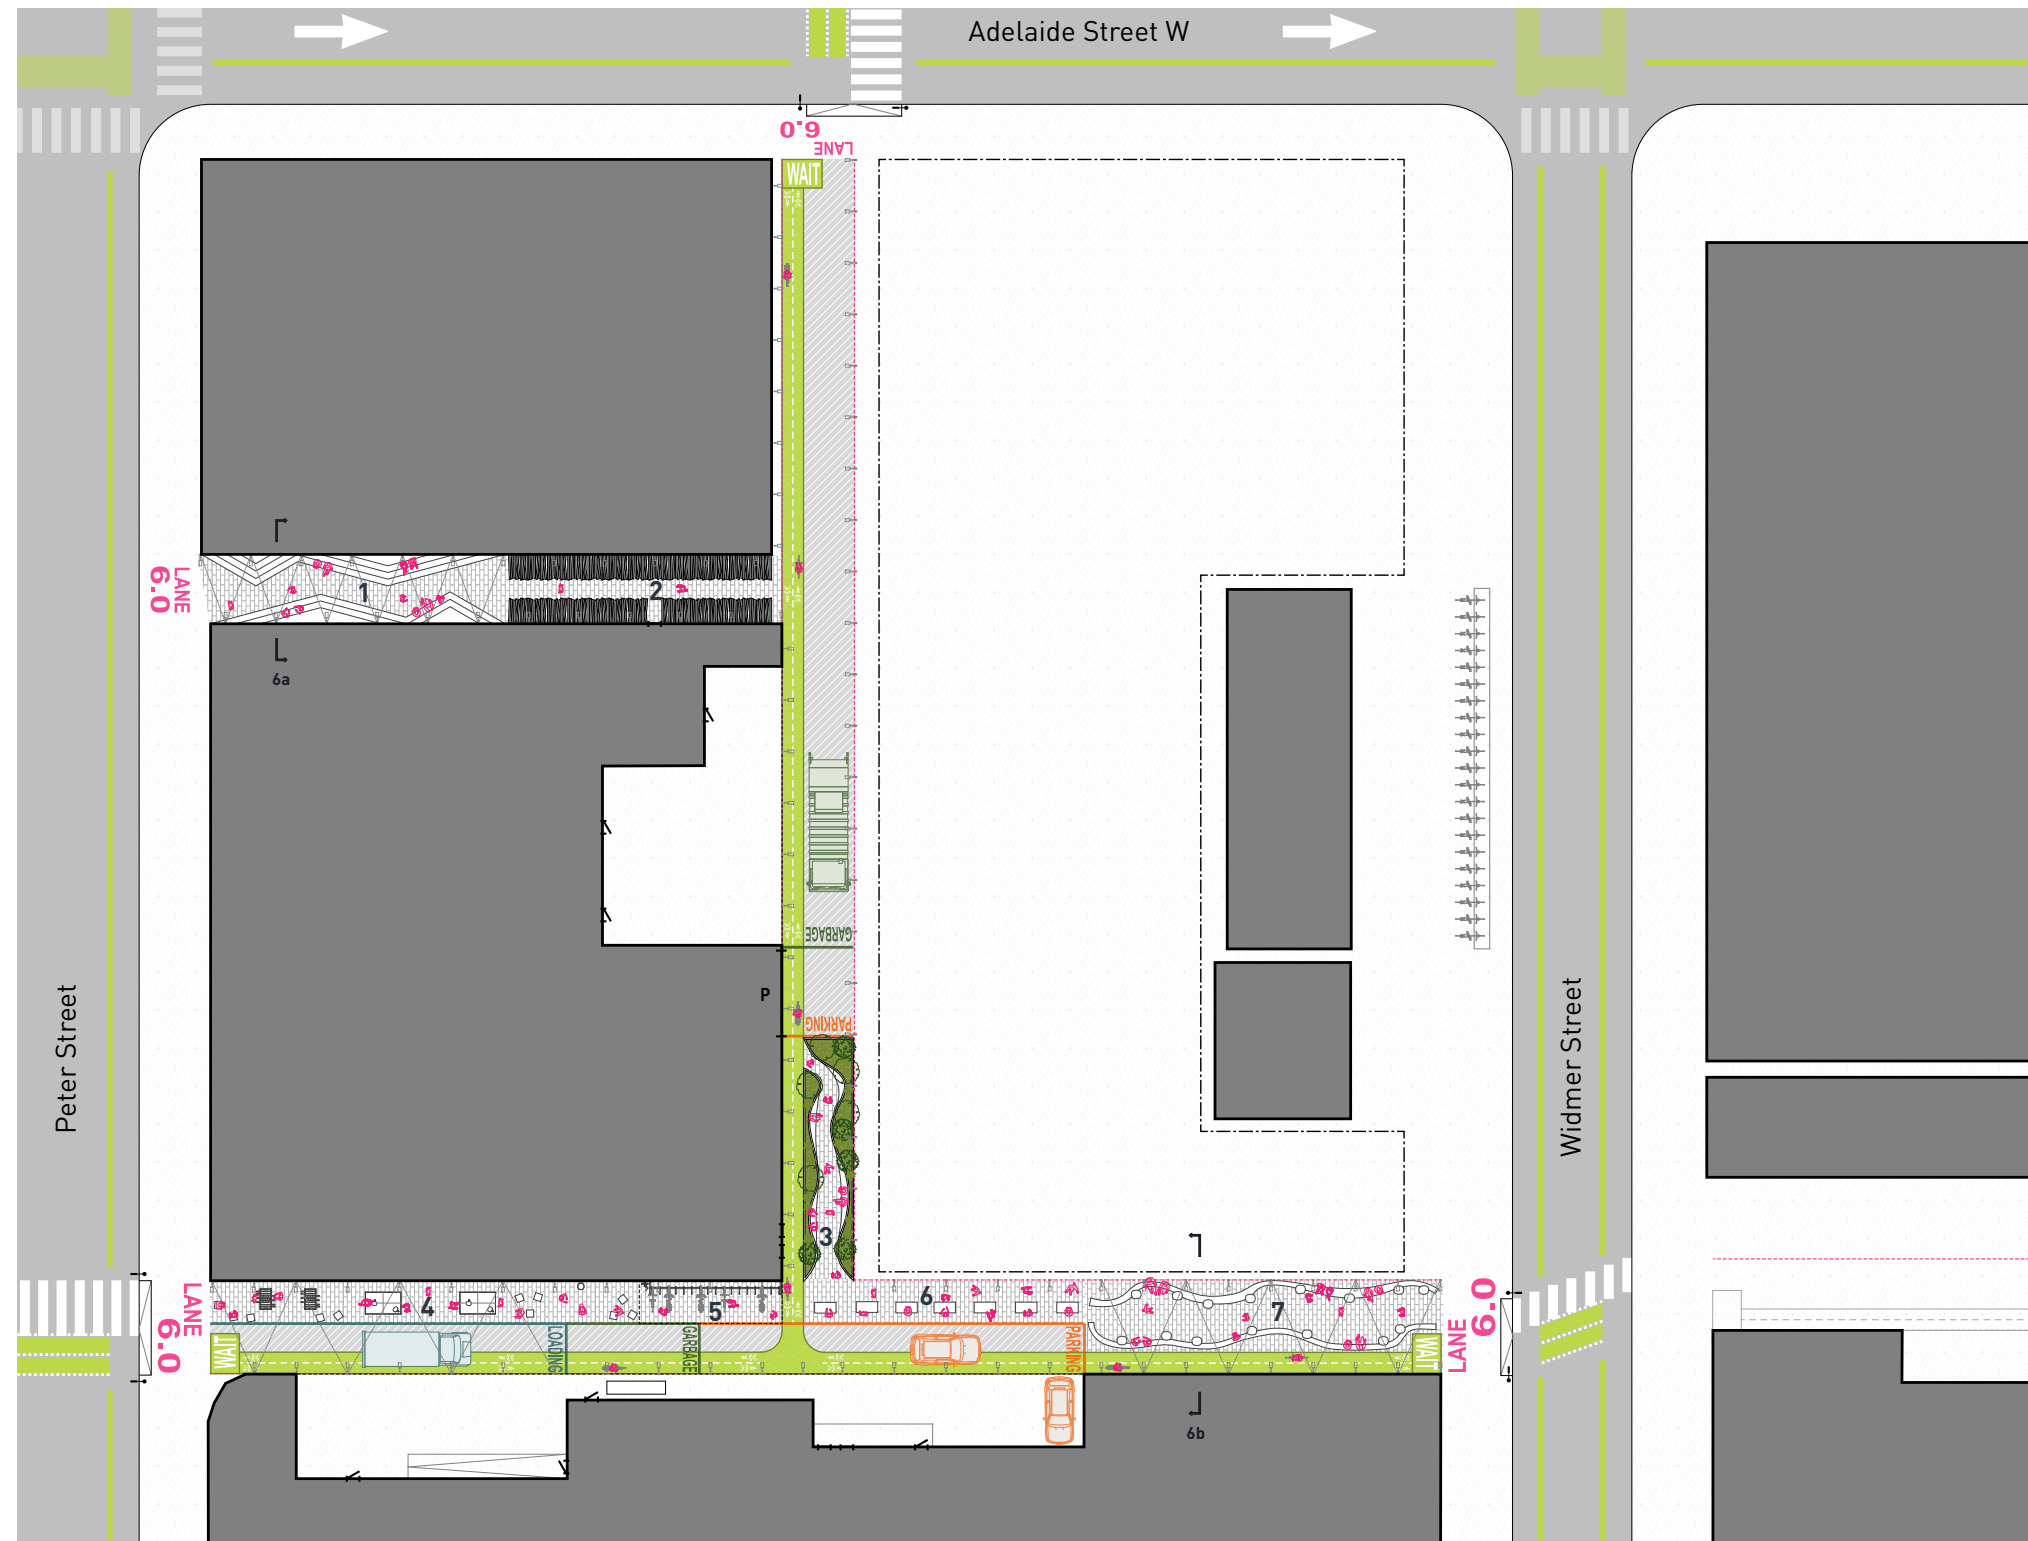 Adelaide Street W
6.0
LANE
WAIT
1
2
LANE
6.0
6a
GARBAGE
P
PARKING
Peter Street
Widmer Street
3
LANE
6.0
4
5
6
7
6.0
LANE
WAIT
LOADING
GARBAGE
PARKING
WAIT
6b